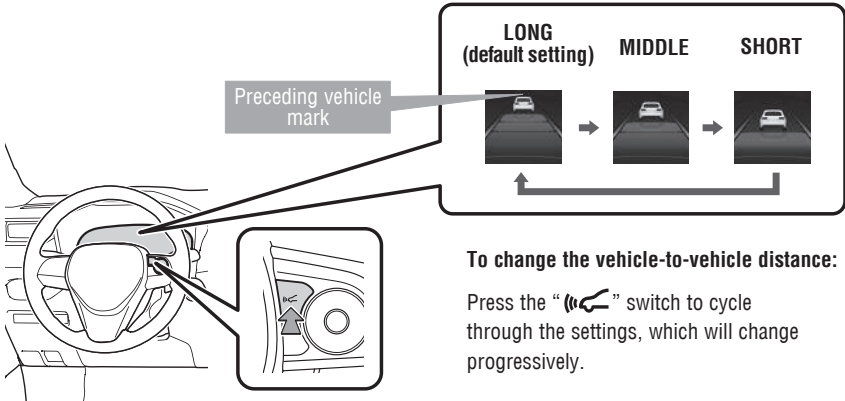 LONG
(default setting)
MIDDLE
SHORT
Preceding vehicle
mark
To change the vehicle-to-vehicle distance:
Press the “ ” switch to cycle
through the settings, which will change
progressively.